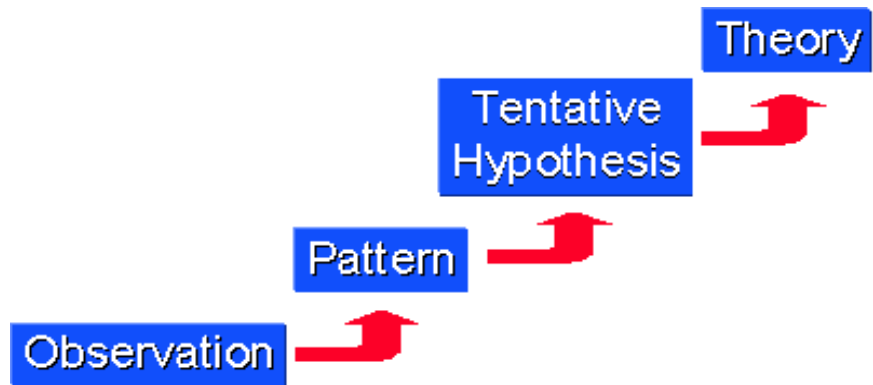 Theory
Tentative
Hypothesis
Pattern
Observation